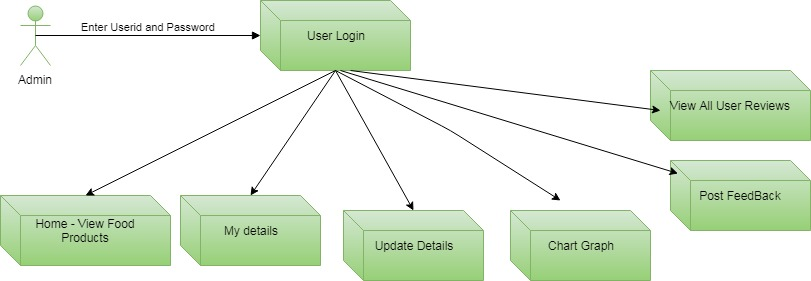 Enter Userid and Password
User Login
Admin
View All User Reviews
Post FeedBack
Home - View Food
Products
My details
Update Details
Chart Graph